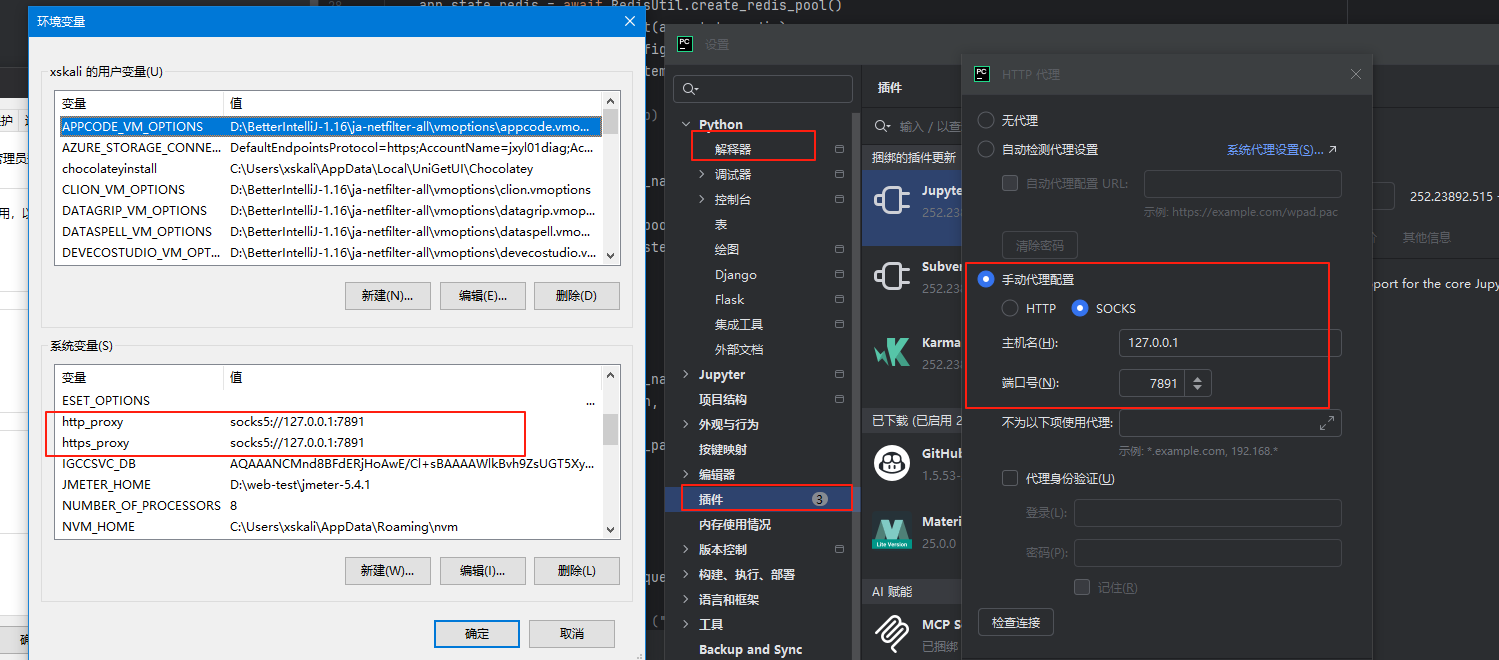 app.state.redis = await RedisUtil.create_redis_pool()
环境变量
xskali 的用户变量(U)
变量 值
APPCODE_VM_OPTIONS D:\BetterIntelliJ-1.16\ja-netfilter-all\vmoptions\appcode.vmo...
AZURE_STORAGE_CONNE... DefaultEndpointsProtocol=https;AccountName=jxyl01diag;Ac...
chocolateyinstall C:\Users\xskali\AppData\Local\UniGetUI\Chocolatey
CLION_VM_OPTIONS D:\BetterIntelliJ-1.16\ja-netfilter-all\vmoptions\clion.vmoptions
DATAGRIP_VM_OPTIONS D:\BetterIntelliJ-1.16\ja-netfilter-all\vmoptions\datagrip.vmop...
DATASPELL_VM_OPTIONS D:\BetterIntelliJ-1.16\ja-netfilter-all\vmoptions\dataspell.vmo...
DEVECOSTUDIO_VM_OPT... D:\BetterIntelliJ-1.16\ja-netfilter-all\vmoptions\devecostudio.v...
新建(N)... 编辑(E)... 删除(D)
系统变量(S)
变量 值
ESET_OPTIONS ...
http_proxy socks5://127.0.0.1:7891
https_proxy socks5://127.0.0.1:7891
IGCCSVC_DB AQAAANCMnd8BFdERjHoAwE/Cl+sBAAAAWlkBvh9ZsUGT5Xy...
JMETER_HOME D:\web-test\jmeter-5.4.1
NUMBER_OF_PROCESSORS 8
NVM_HOME C:\Users\xskali\AppData\Roaming\nvm
新建(W)... 编辑(I)... 删除(L)
确定 取消
设置
Python
解释器
调试器
控制台
表
绘图
Django
Flask
集成工具
外部文档
Jupyter
项目结构
外观与行为
按键映射
编辑器
插件 3
内存使用情况
版本控制
构建、执行、部署
语言和框架
工具
Backup and Sync
插件
输入 / 以查
捆绑的插件更新
Jupyte
252.23
Subver
252.23
Karma
252.23
已下载 (已启用 2
GitHub
1.5.53-
Materi
Lite Version
25.0.0
AI 赋能
MCP S
已捆绑
HTTP 代理
无代理
自动检测代理设置 系统代理设置(S)...
自动代理配置 URL:
示例: https://example.com/wpad.pac
清除密码
手动代理配置
HTTP SOCKS
主机名(H): 127.0.0.1
端口号(N): 7891
不为以下项使用代理:
示例: *.example.com, 192.168.*
代理身份验证(U)
登录(L):
密码(P):
记住(R)
检查连接
252.23892.515
其他信息
port for the core Jupy